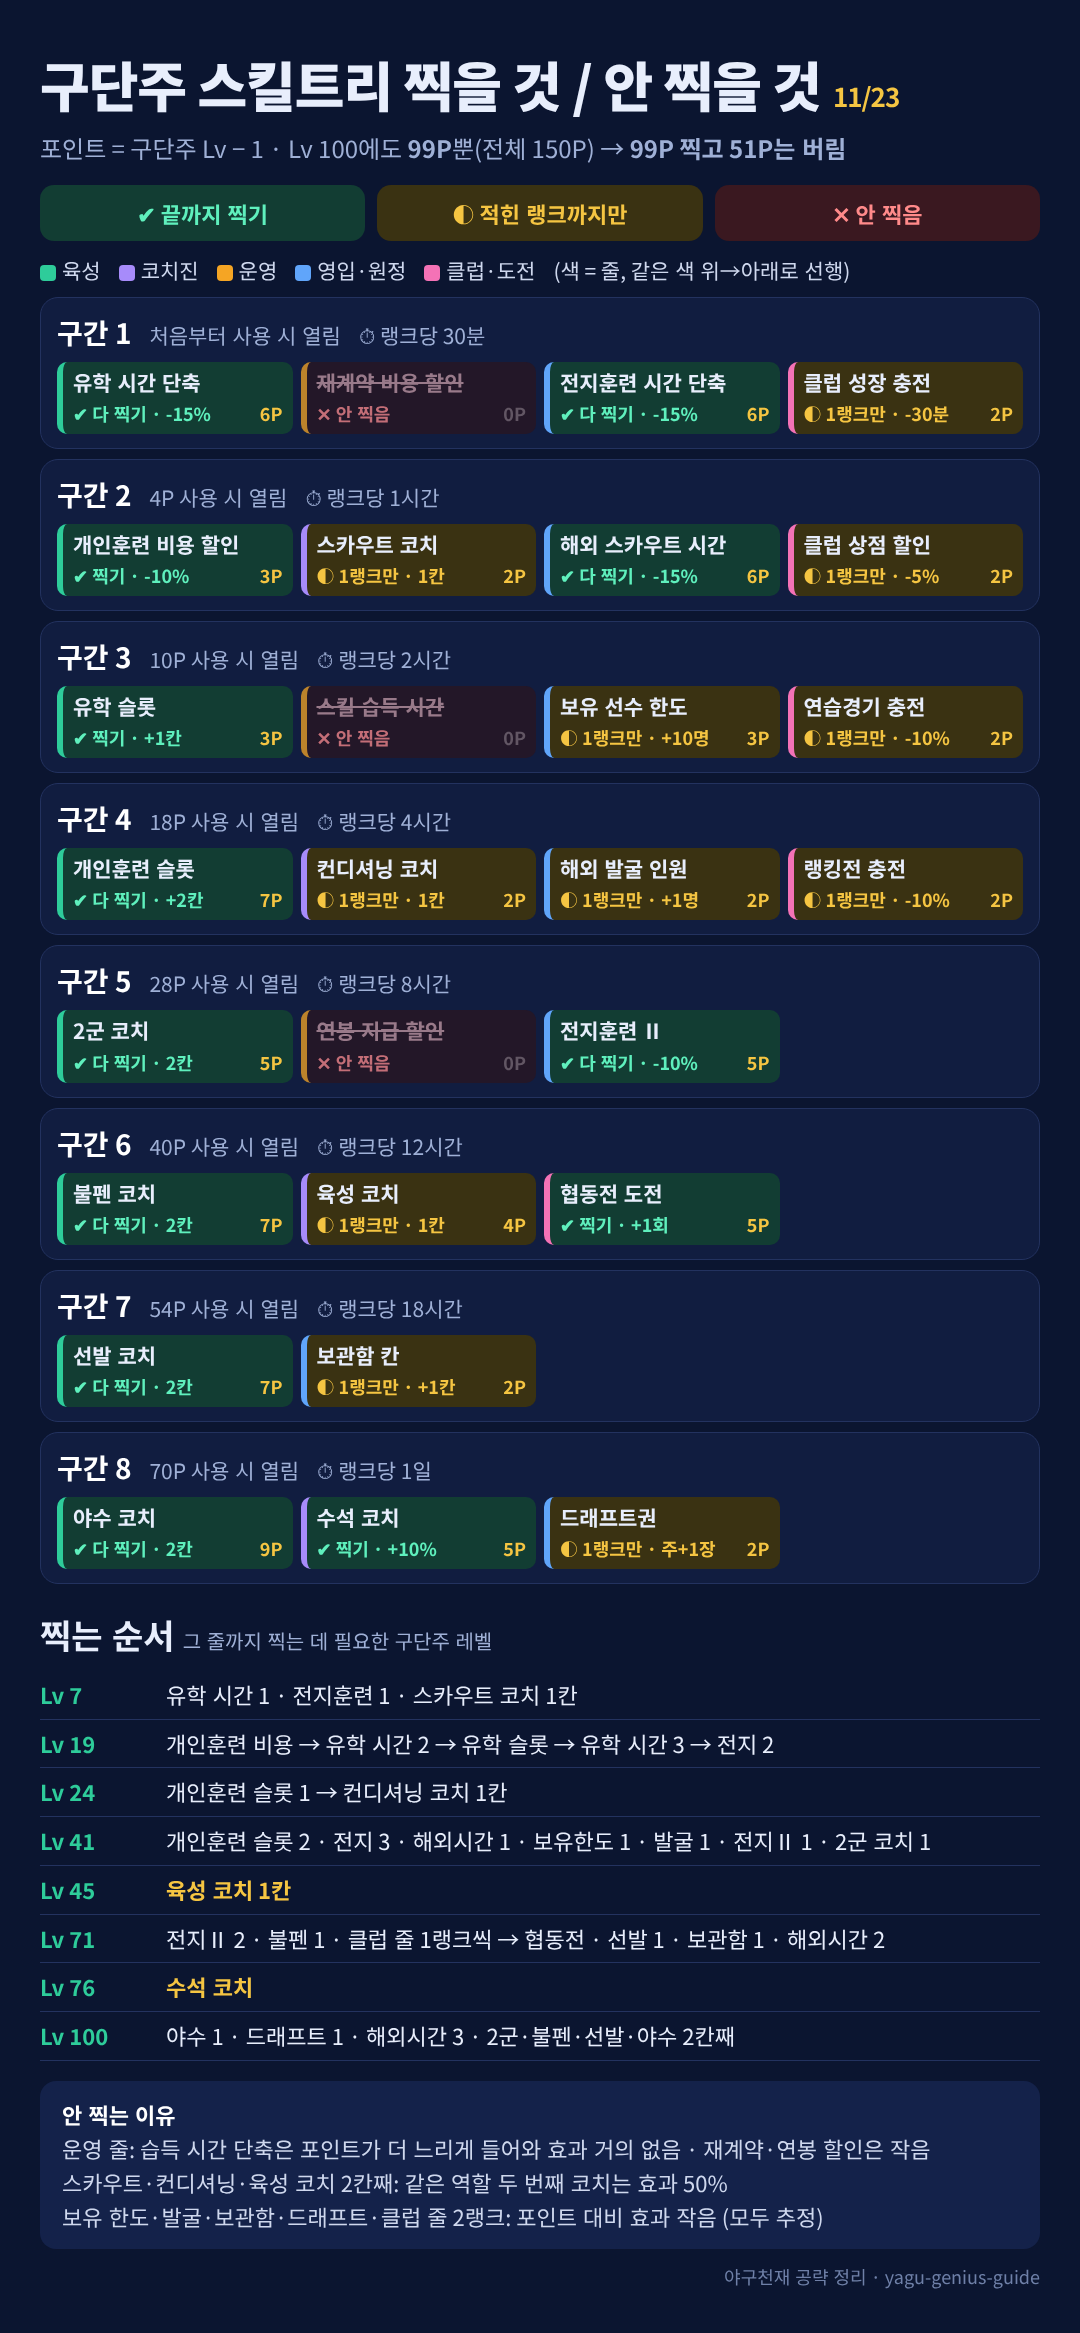 구단주 스킬트리 찍을 것 / 안 찍을 것 11/23
포인트 = 구단주 Lv − 1 · Lv 100에도 99P뿐(전체 150P) → 99P 찍고 51P는 버림
✔ 끝까지 찍기
◐ 적힌 랭크까지만
✕ 안 찍음
육성 코치진 운영 영입·원정 클럽·도전 (색 = 줄, 같은 색 위→아래로 선행)
구간 1 처음부터 사용 시 열림 ⏱ 랭크당 30분
유학 시간 단축
✔ 다 찍기 · -15% 6P
재계약 비용 할인
✕ 안 찍음 0P
전지훈련 시간 단축
✔ 다 찍기 · -15% 6P
클럽 성장 충전
◐ 1랭크만 · -30분 2P
구간 2 4P 사용 시 열림 ⏱ 랭크당 1시간
개인훈련 비용 할인
✔ 찍기 · -10% 3P
스카우트 코치
◐ 1랭크만 · 1칸 2P
해외 스카우트 시간
✔ 다 찍기 · -15% 6P
클럽 상점 할인
◐ 1랭크만 · -5% 2P
구간 3 10P 사용 시 열림 ⏱ 랭크당 2시간
유학 슬롯
✔ 찍기 · +1칸 3P
스킬 습득 시간
✕ 안 찍음 0P
보유 선수 한도
◐ 1랭크만 · +10명 3P
연습경기 충전
◐ 1랭크만 · -10% 2P
구간 4 18P 사용 시 열림 ⏱ 랭크당 4시간
개인훈련 슬롯
✔ 다 찍기 · +2칸 7P
컨디셔닝 코치
◐ 1랭크만 · 1칸 2P
해외 발굴 인원
◐ 1랭크만 · +1명 2P
랭킹전 충전
◐ 1랭크만 · -10% 2P
구간 5 28P 사용 시 열림 ⏱ 랭크당 8시간
2군 코치
✔ 다 찍기 · 2칸 5P
연봉 지급 할인
✕ 안 찍음 0P
전지훈련 Ⅱ
✔ 다 찍기 · -10% 5P
구간 6 40P 사용 시 열림 ⏱ 랭크당 12시간
불펜 코치
✔ 다 찍기 · 2칸 7P
육성 코치
◐ 1랭크만 · 1칸 4P
협동전 도전
✔ 찍기 · +1회 5P
구간 7 54P 사용 시 열림 ⏱ 랭크당 18시간
선발 코치
✔ 다 찍기 · 2칸 7P
보관함 칸
◐ 1랭크만 · +1칸 2P
구간 8 70P 사용 시 열림 ⏱ 랭크당 1일
야수 코치
✔ 다 찍기 · 2칸 9P
수석 코치
✔ 찍기 · +10% 5P
드래프트권
◐ 1랭크만 · 주+1장 2P
찍는 순서 그 줄까지 찍는 데 필요한 구단주 레벨
Lv 7 유학 시간 1 · 전지훈련 1 · 스카우트 코치 1칸
Lv 19 개인훈련 비용 → 유학 시간 2 → 유학 슬롯 → 유학 시간 3 → 전지 2
Lv 24 개인훈련 슬롯 1 → 컨디셔닝 코치 1칸
Lv 41 개인훈련 슬롯 2 · 전지 3 · 해외시간 1 · 보유한도 1 · 발굴 1 · 전지Ⅱ 1 · 2군 코치 1
Lv 45 육성 코치 1칸
Lv 71 전지Ⅱ 2 · 불펜 1 · 클럽 줄 1랭크씩 → 협동전 · 선발 1 · 보관함 1 · 해외시간 2
Lv 76 수석 코치
Lv 100 야수 1 · 드래프트 1 · 해외시간 3 · 2군·불펜·선발·야수 2칸째
안 찍는 이유
운영 줄: 습득 시간 단축은 포인트가 더 느리게 들어와 효과 거의 없음 · 재계약·연봉 할인은 작음
스카우트·컨디셔닝·육성 코치 2칸째: 같은 역할 두 번째 코치는 효과 50%
보유 한도·발굴·보관함·드래프트·클럽 줄 2랭크: 포인트 대비 효과 작음 (모두 추정)
야구천재 공략 정리 · yagu-genius-guide